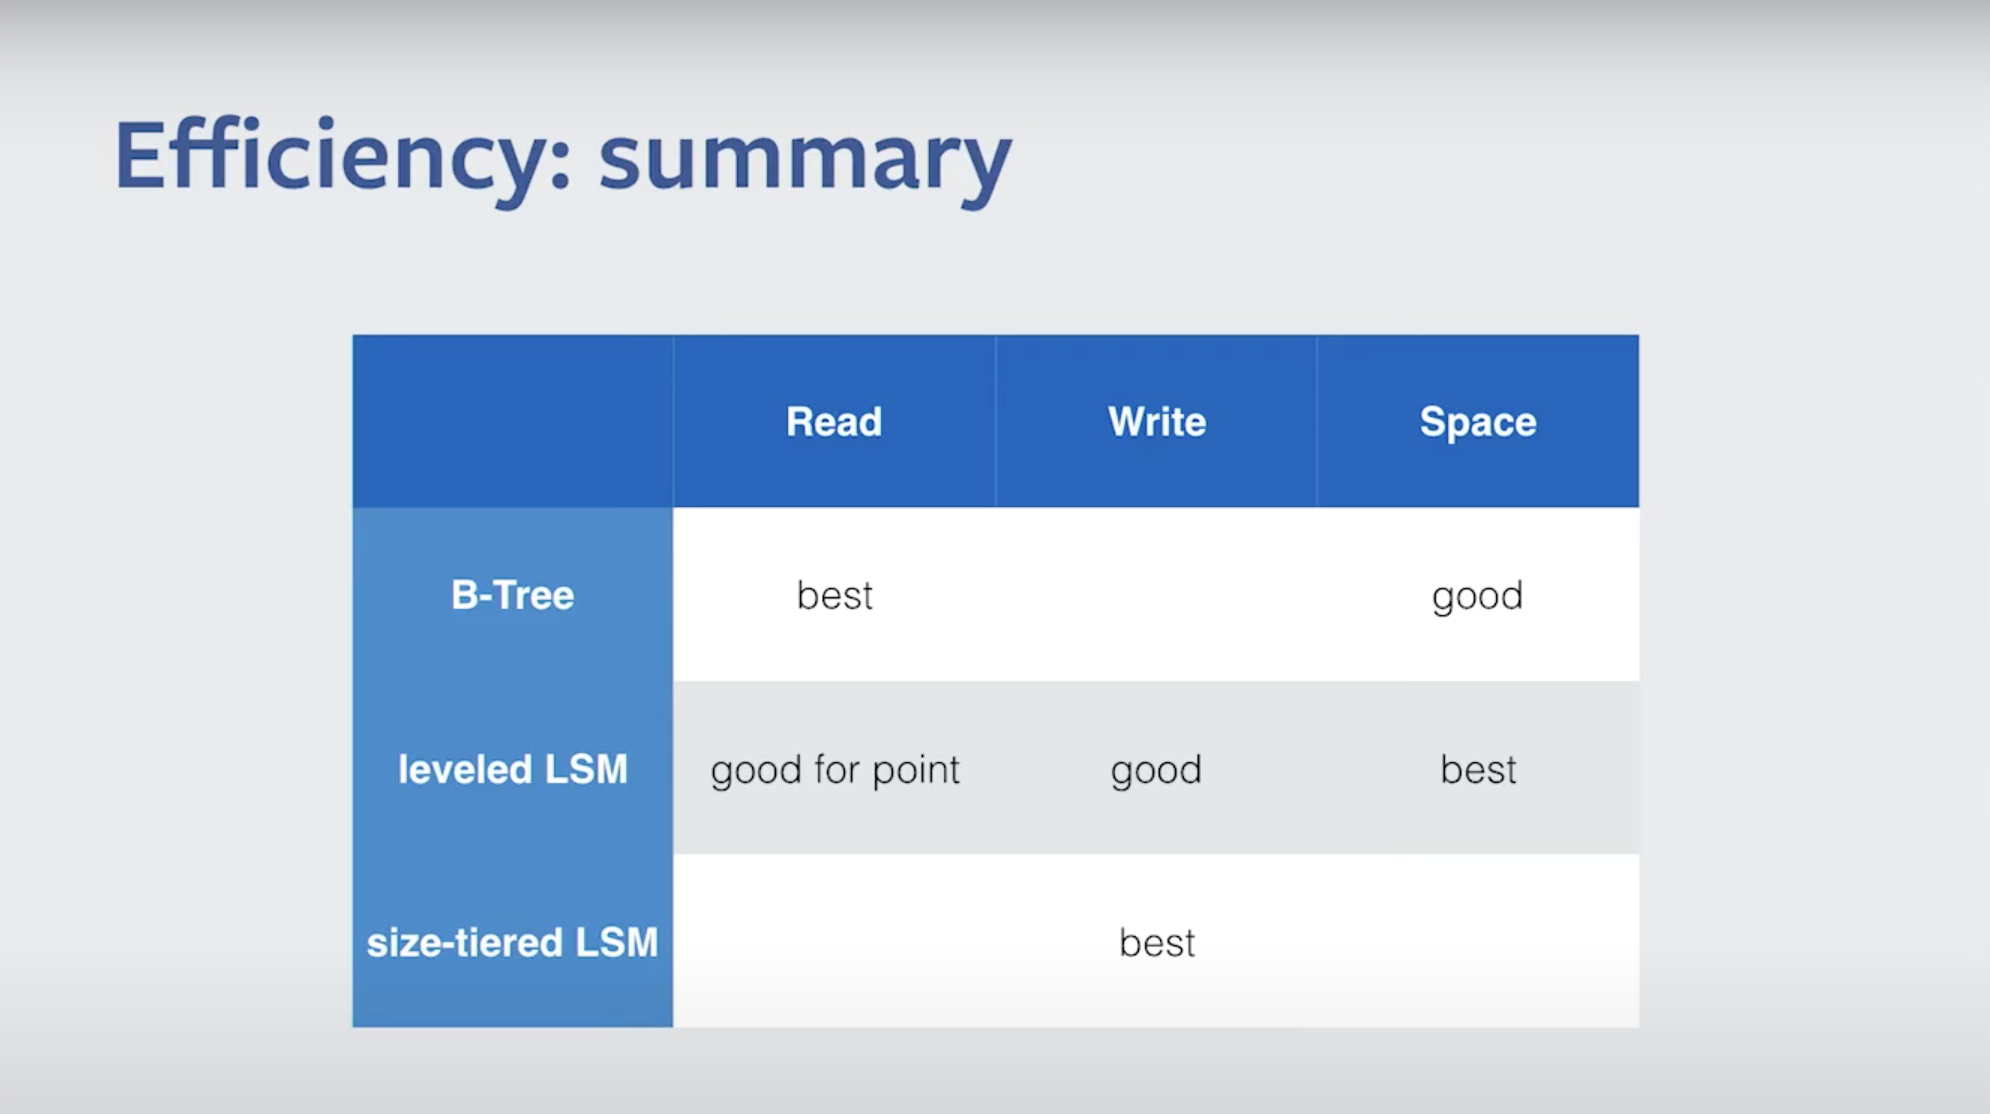 Efficiency: summary
Read Write Space
B-Tree best good
leveled LSM good for point good best
size-tiered LSM best